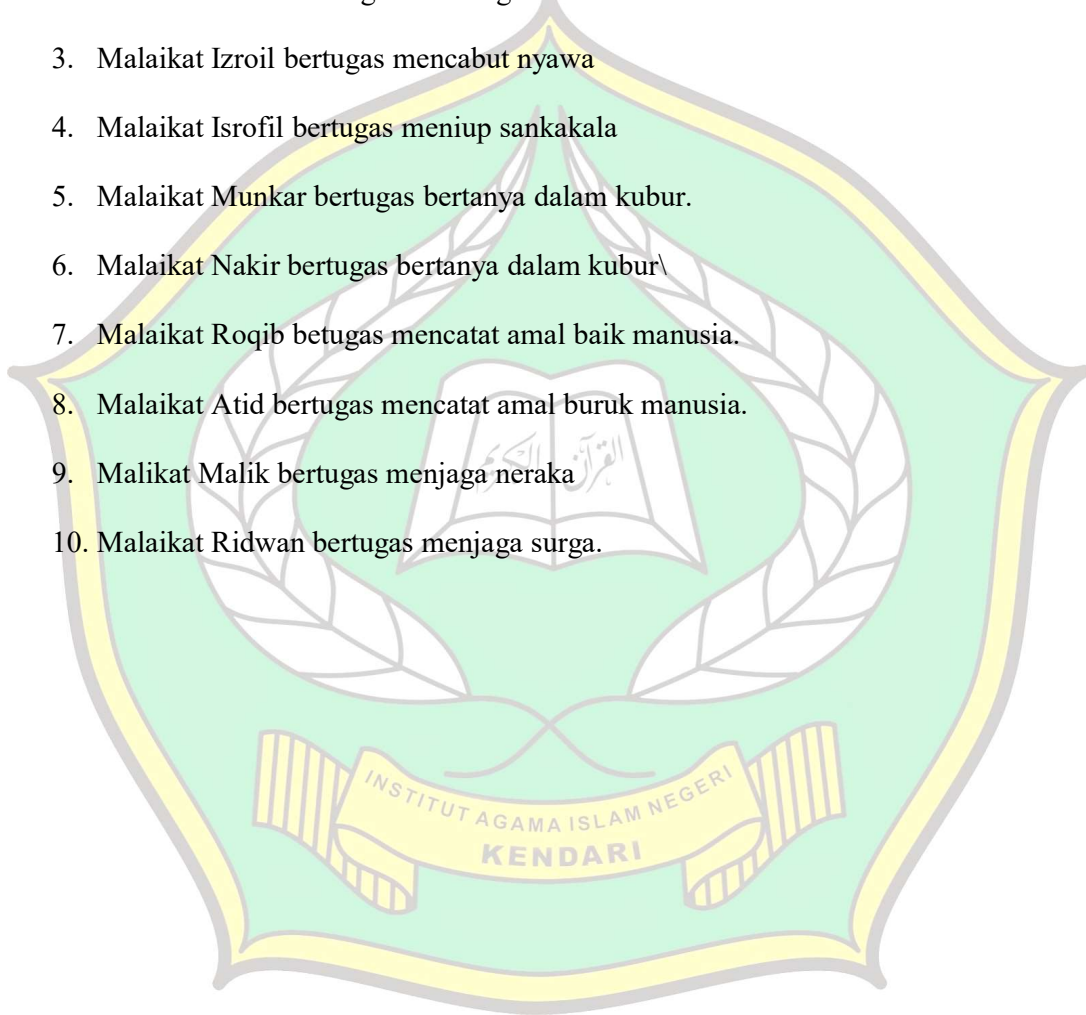 3. Malaikat Izroil bertugas mencabut nyawa
4. Malaikat Isrofil bertugas meniup sankakala
5. Malaikat Munkar bertugas bertanya dalam kubur.
6. Malaikat Nakir bertugas bertanya dalam kubur\
7. Malaikat Roqib betugas mencatat amal baik manusia.
8. Malaikat Atid bertugas mencatat amal buruk manusia.
القرآن الكريم
9. Malikat Malik bertugas menjaga neraka
10. Malaikat Ridwan bertugas menjaga surga.
INSTITUT AGAMA ISLAM NEGERI
KENDARI